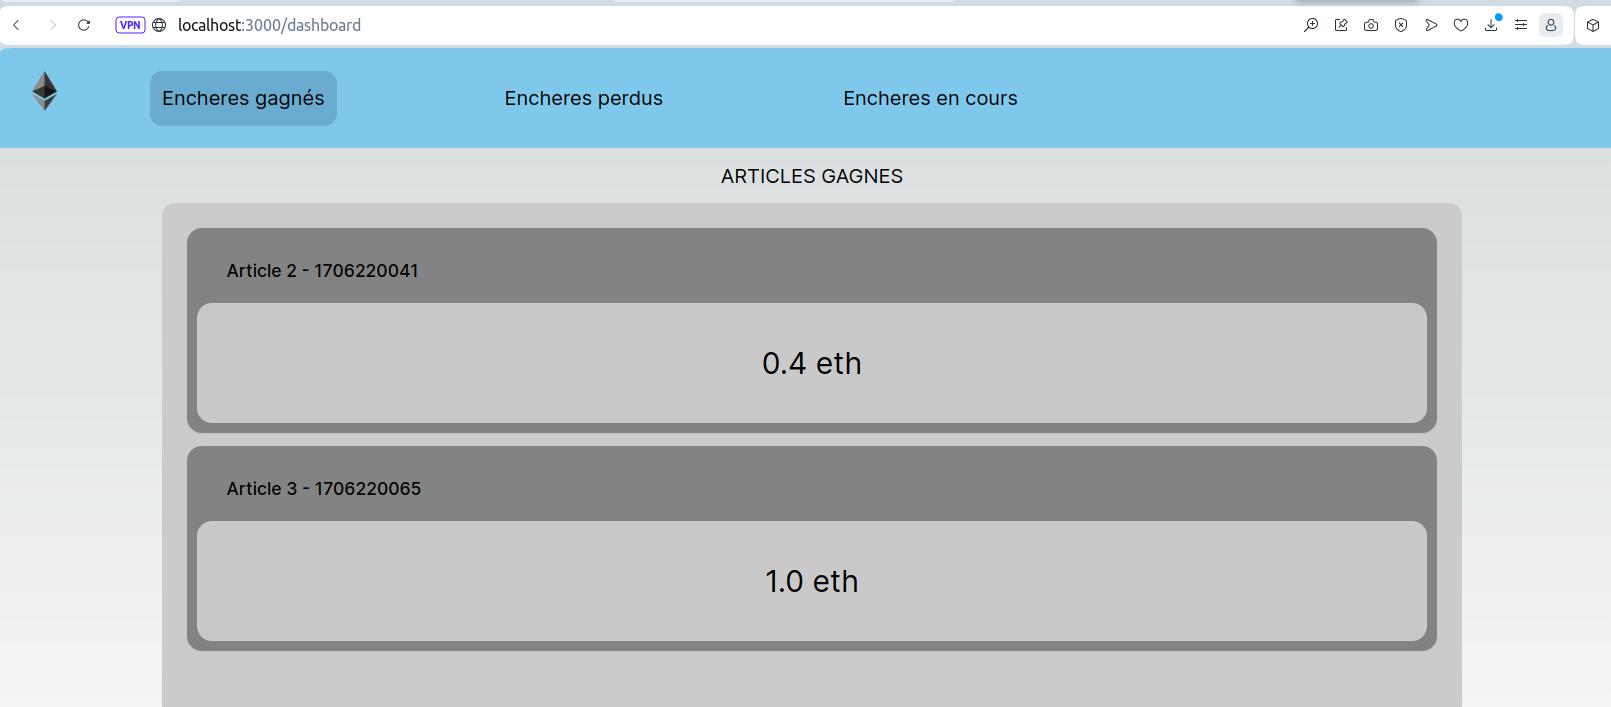 VPN localhost:3000/dashboard
Encheres gagnés Encheres perdus Encheres en cours
ARTICLES GAGNES
Article 2 - 1706220041
0.4 eth
Article 3 - 1706220065
1.0 eth